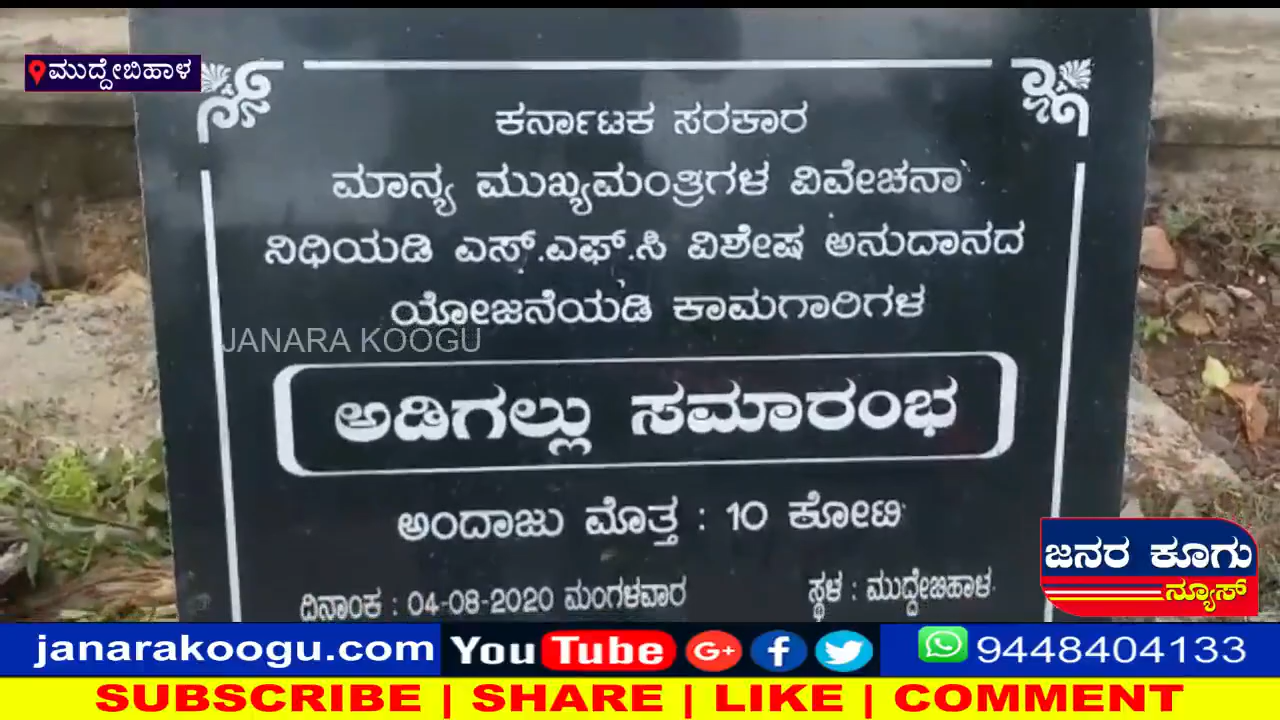 ಮುದ್ದೇಬಿಹಾಳ
ಕರ್ನಾಟಕ ಸರಕಾರ
ಮಾನ್ಯ ಮುಖ್ಯಮಂತ್ರಿಗಳ ವಿವೇಚನಾ
ನಿಧಿಯಡಿ ಎಸ್.ಎಫ್.ಸಿ ವಿಶೇಷ ಅನುದಾನದ
ಯೋಜನೆಯಡಿ ಕಾಮಗಾರಿಗಳ
JANARA KOOGU
ಅಡಿಗಲ್ಲು ಸಮಾರಂಭ
ಅಂದಾಜು ಮೊತ್ತ : 10 ಕೋಟಿ
ದಿನಾಂಕ : 04-08-2020 ಮಂಗಳವಾರ ಸ್ಥಳ : ಮುದ್ದೇಬಿಹಾಳ
ಜನರ ಕೂಗು
ನ್ಯೂಸ್
janarakoogu.com YouTube G+ f 9448404133
SUBSCRIBE | SHARE | LIKE | COMMENT